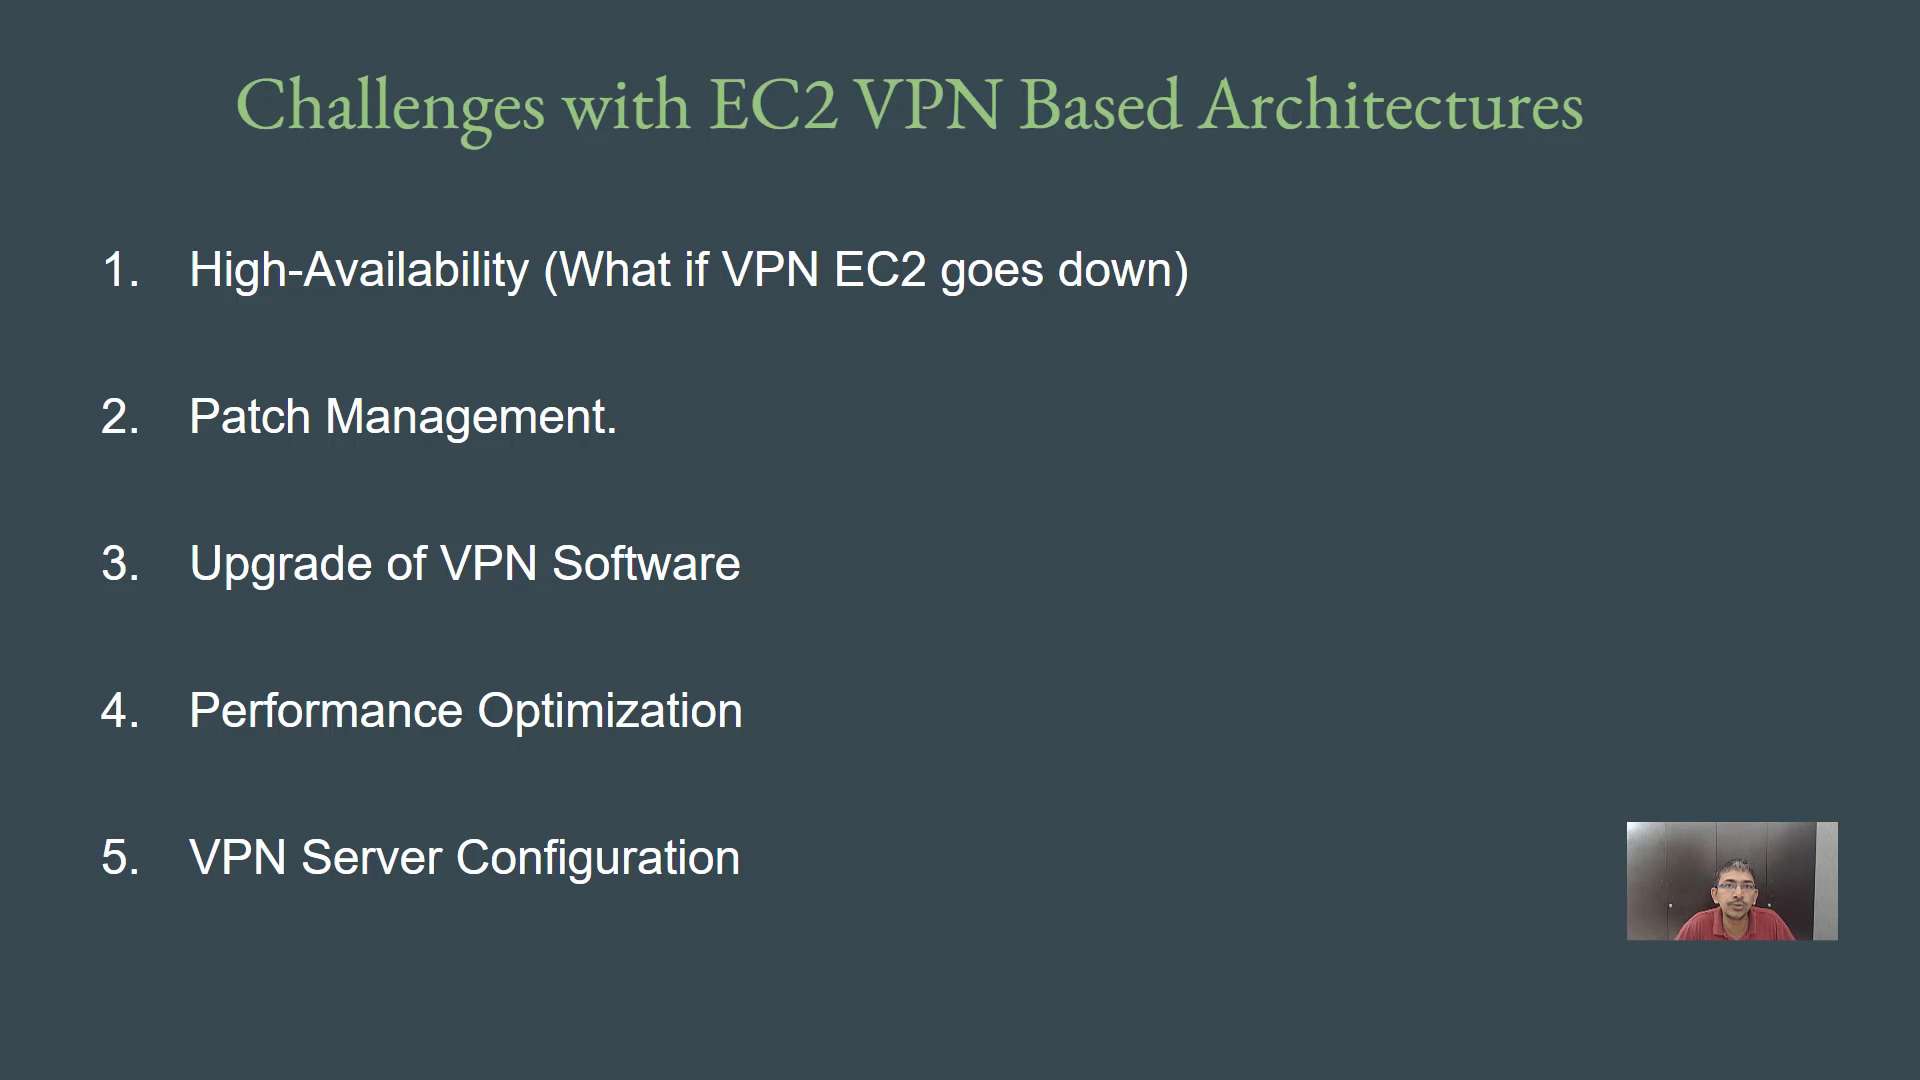 Challenges with EC2 VPN Based Architectures
1. High-Availability (What if VPN EC2 goes down)
2. Patch Management.
3. Upgrade of VPN Software
4. Performance Optimization
5. VPN Server Configuration